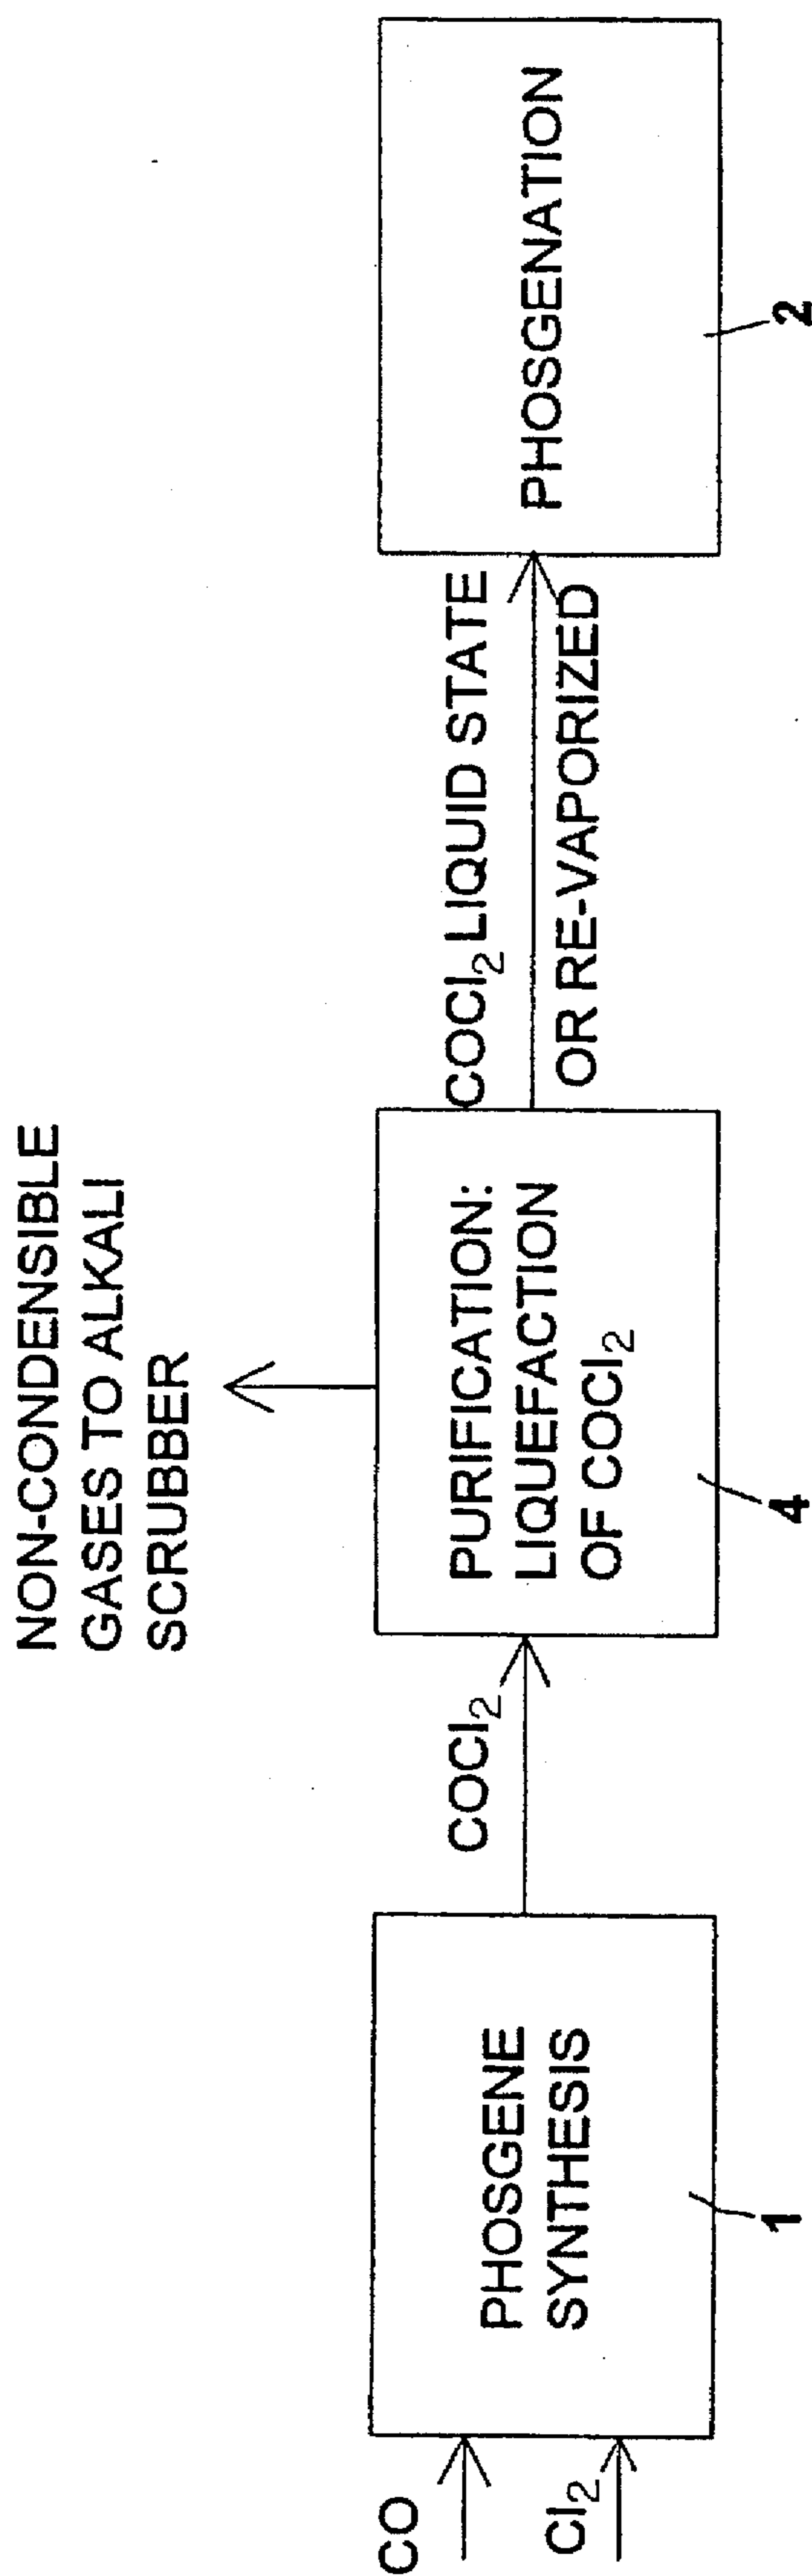 NON-CONDENSIBLE
GASES TO ALKALI
SCRUBBER
CO
Cl₂
PHOSGENE
SYNTHESIS
1
COCl₂
PURIFICATION:
LIQUEFACTION
OF COCl₂
4
COCl₂ LIQUID STATE
OR RE-VAPORIZED
PHOSGENATION
2